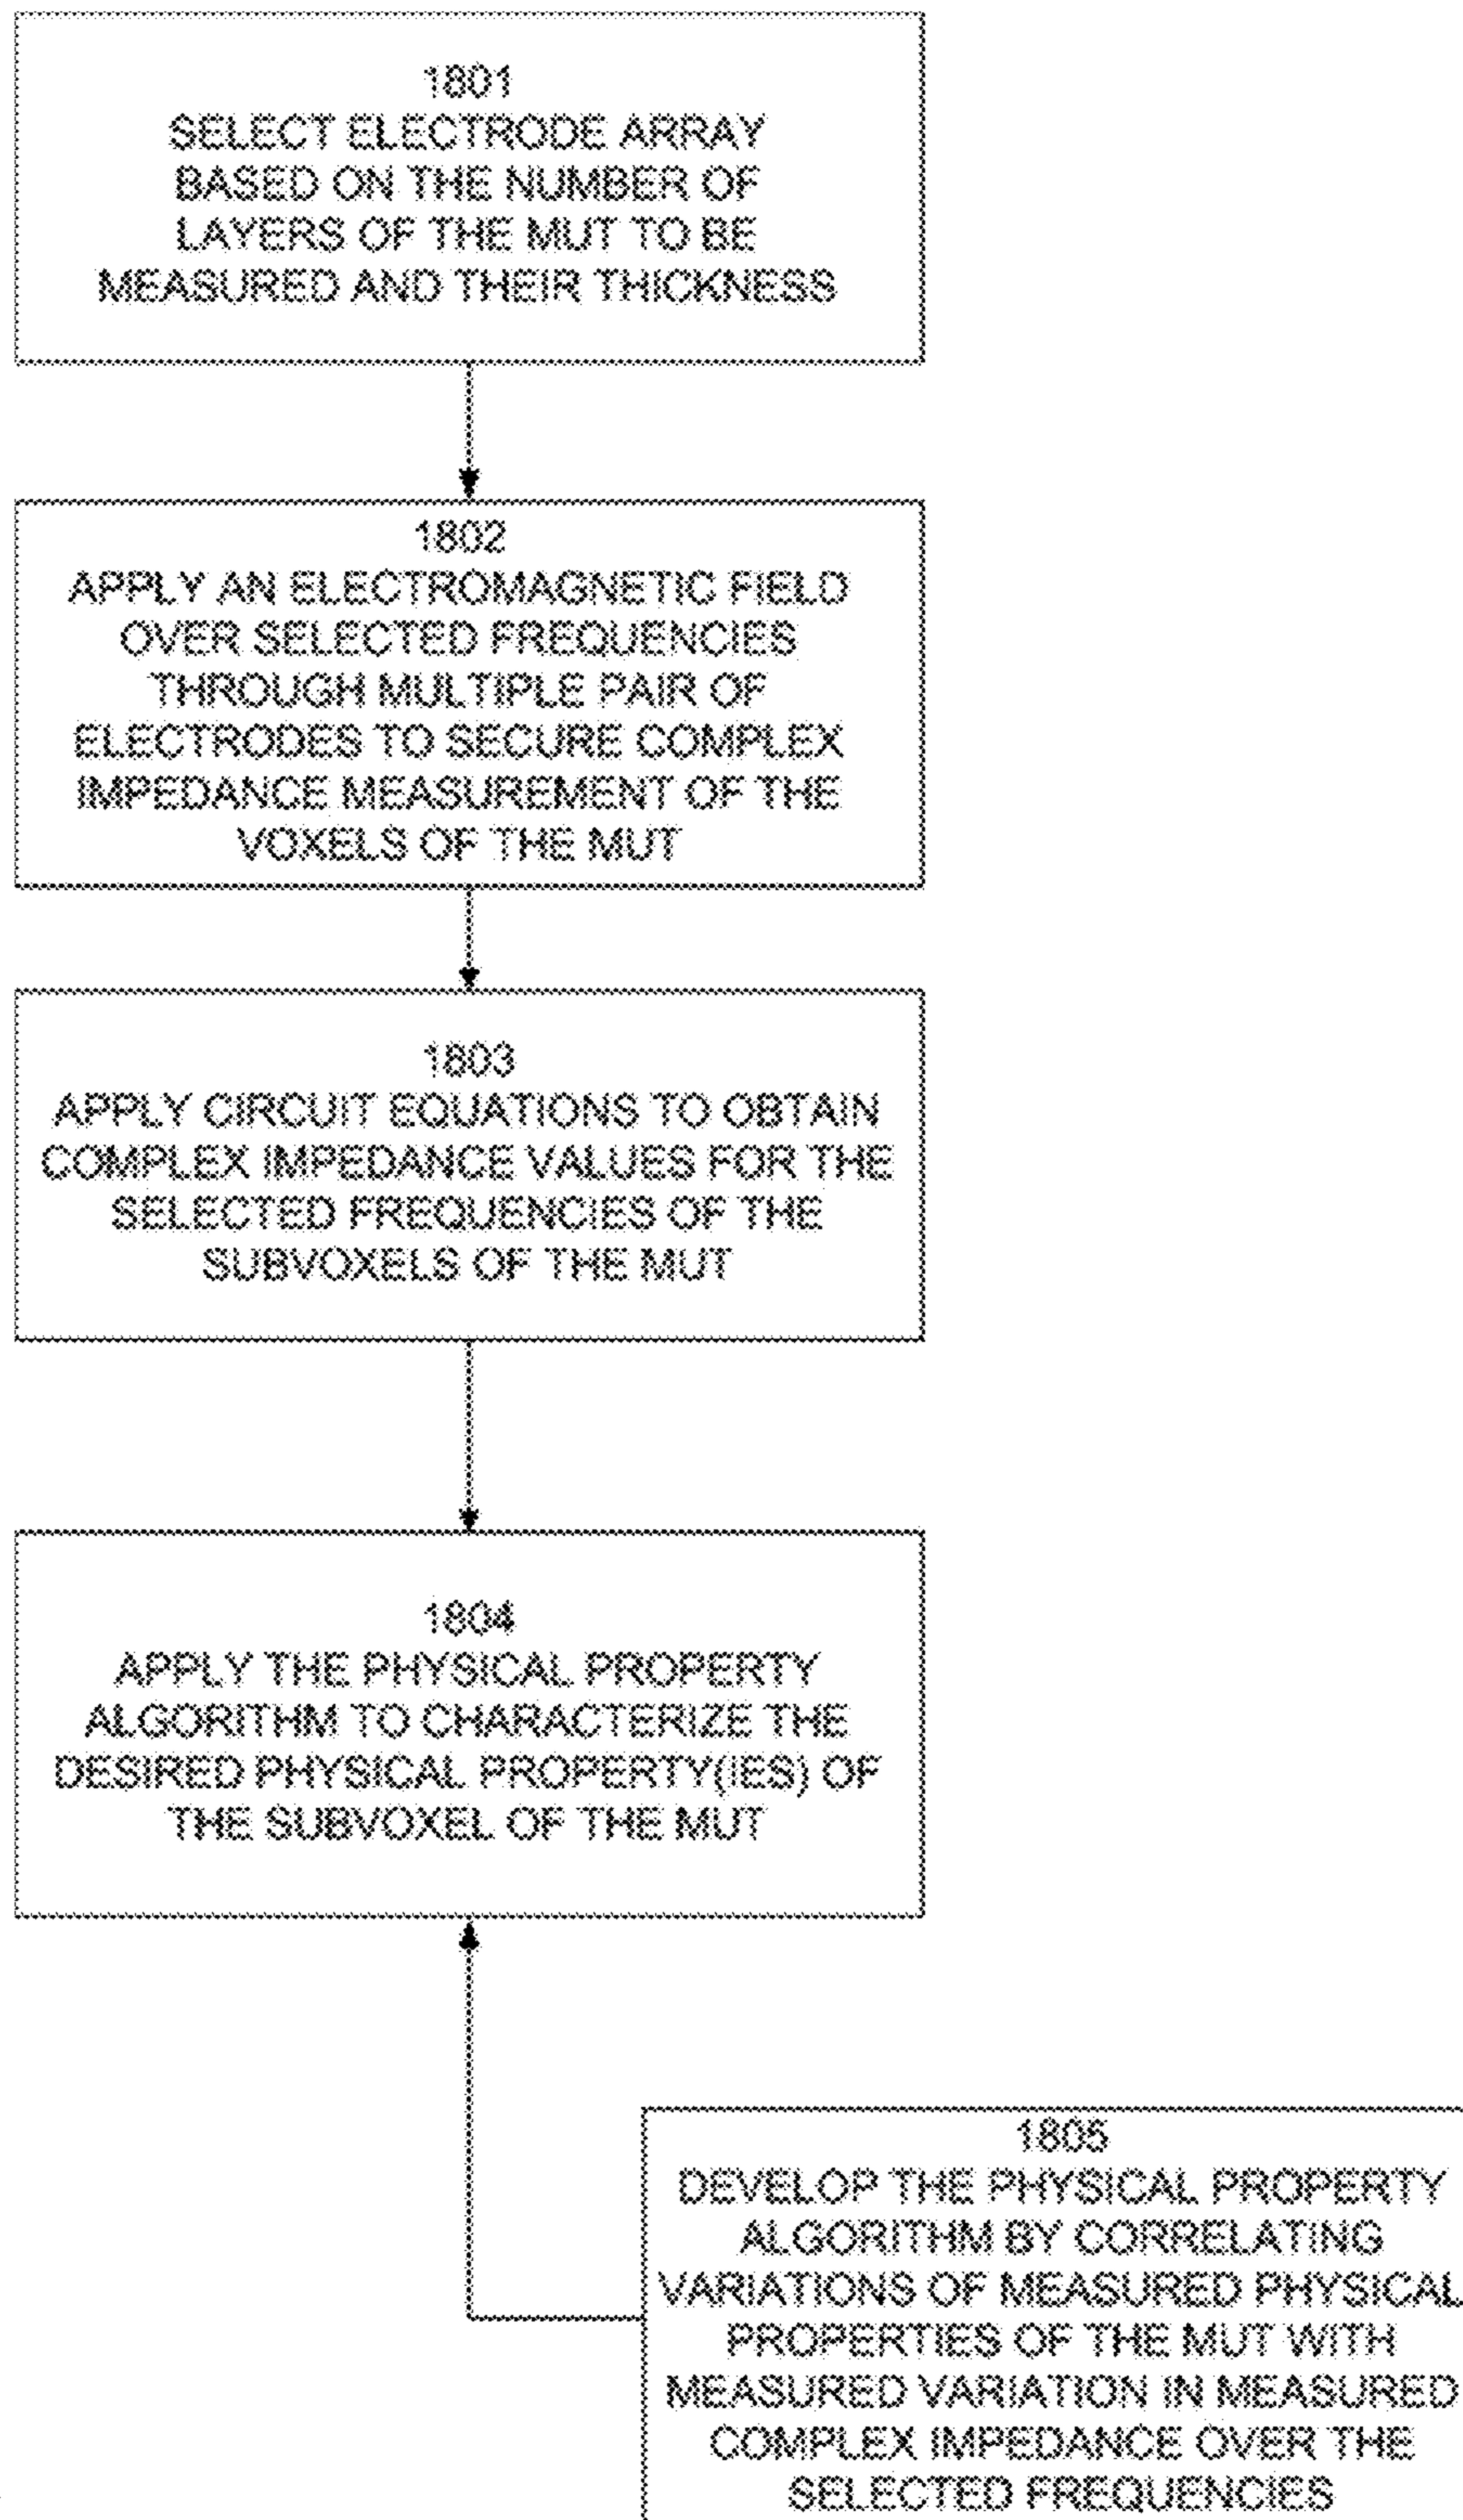 1801
SELECT ELECTRODE ARRAY
BASED ON THE NUMBER OF
LAYERS OF THE MUT TO BE
MEASURED AND THEIR THICKNESS
1802
APPLY AN ELECTROMAGNETIC FIELD
OVER SELECTED FREQUENCIES
THROUGH MULTIPLE PAIR OF
ELECTRODES TO SECURE COMPLEX
IMPEDANCE MEASUREMENT OF THE
VOXELS OF THE MUT
1803
APPLY CIRCUIT EQUATIONS TO OBTAIN
COMPLEX IMPEDANCE VALUES FOR THE
SELECTED FREQUENCIES OF THE
SUBVOXELS OF THE MUT
1804
APPLY THE PHYSICAL PROPERTY
ALGORITHM TO CHARACTERIZE THE
DESIRED PHYSICAL PROPERTY(IES) OF
THE SUBVOXEL OF THE MUT
1805
DEVELOP THE PHYSICAL PROPERTY
ALGORITHM BY CORRELATING
VARIATIONS OF MEASURED PHYSICAL
PROPERTIES OF THE MUT WITH
MEASURED VARIATION IN MEASURED
COMPLEX IMPEDANCE OVER THE
SELECTED FREQUENCIES